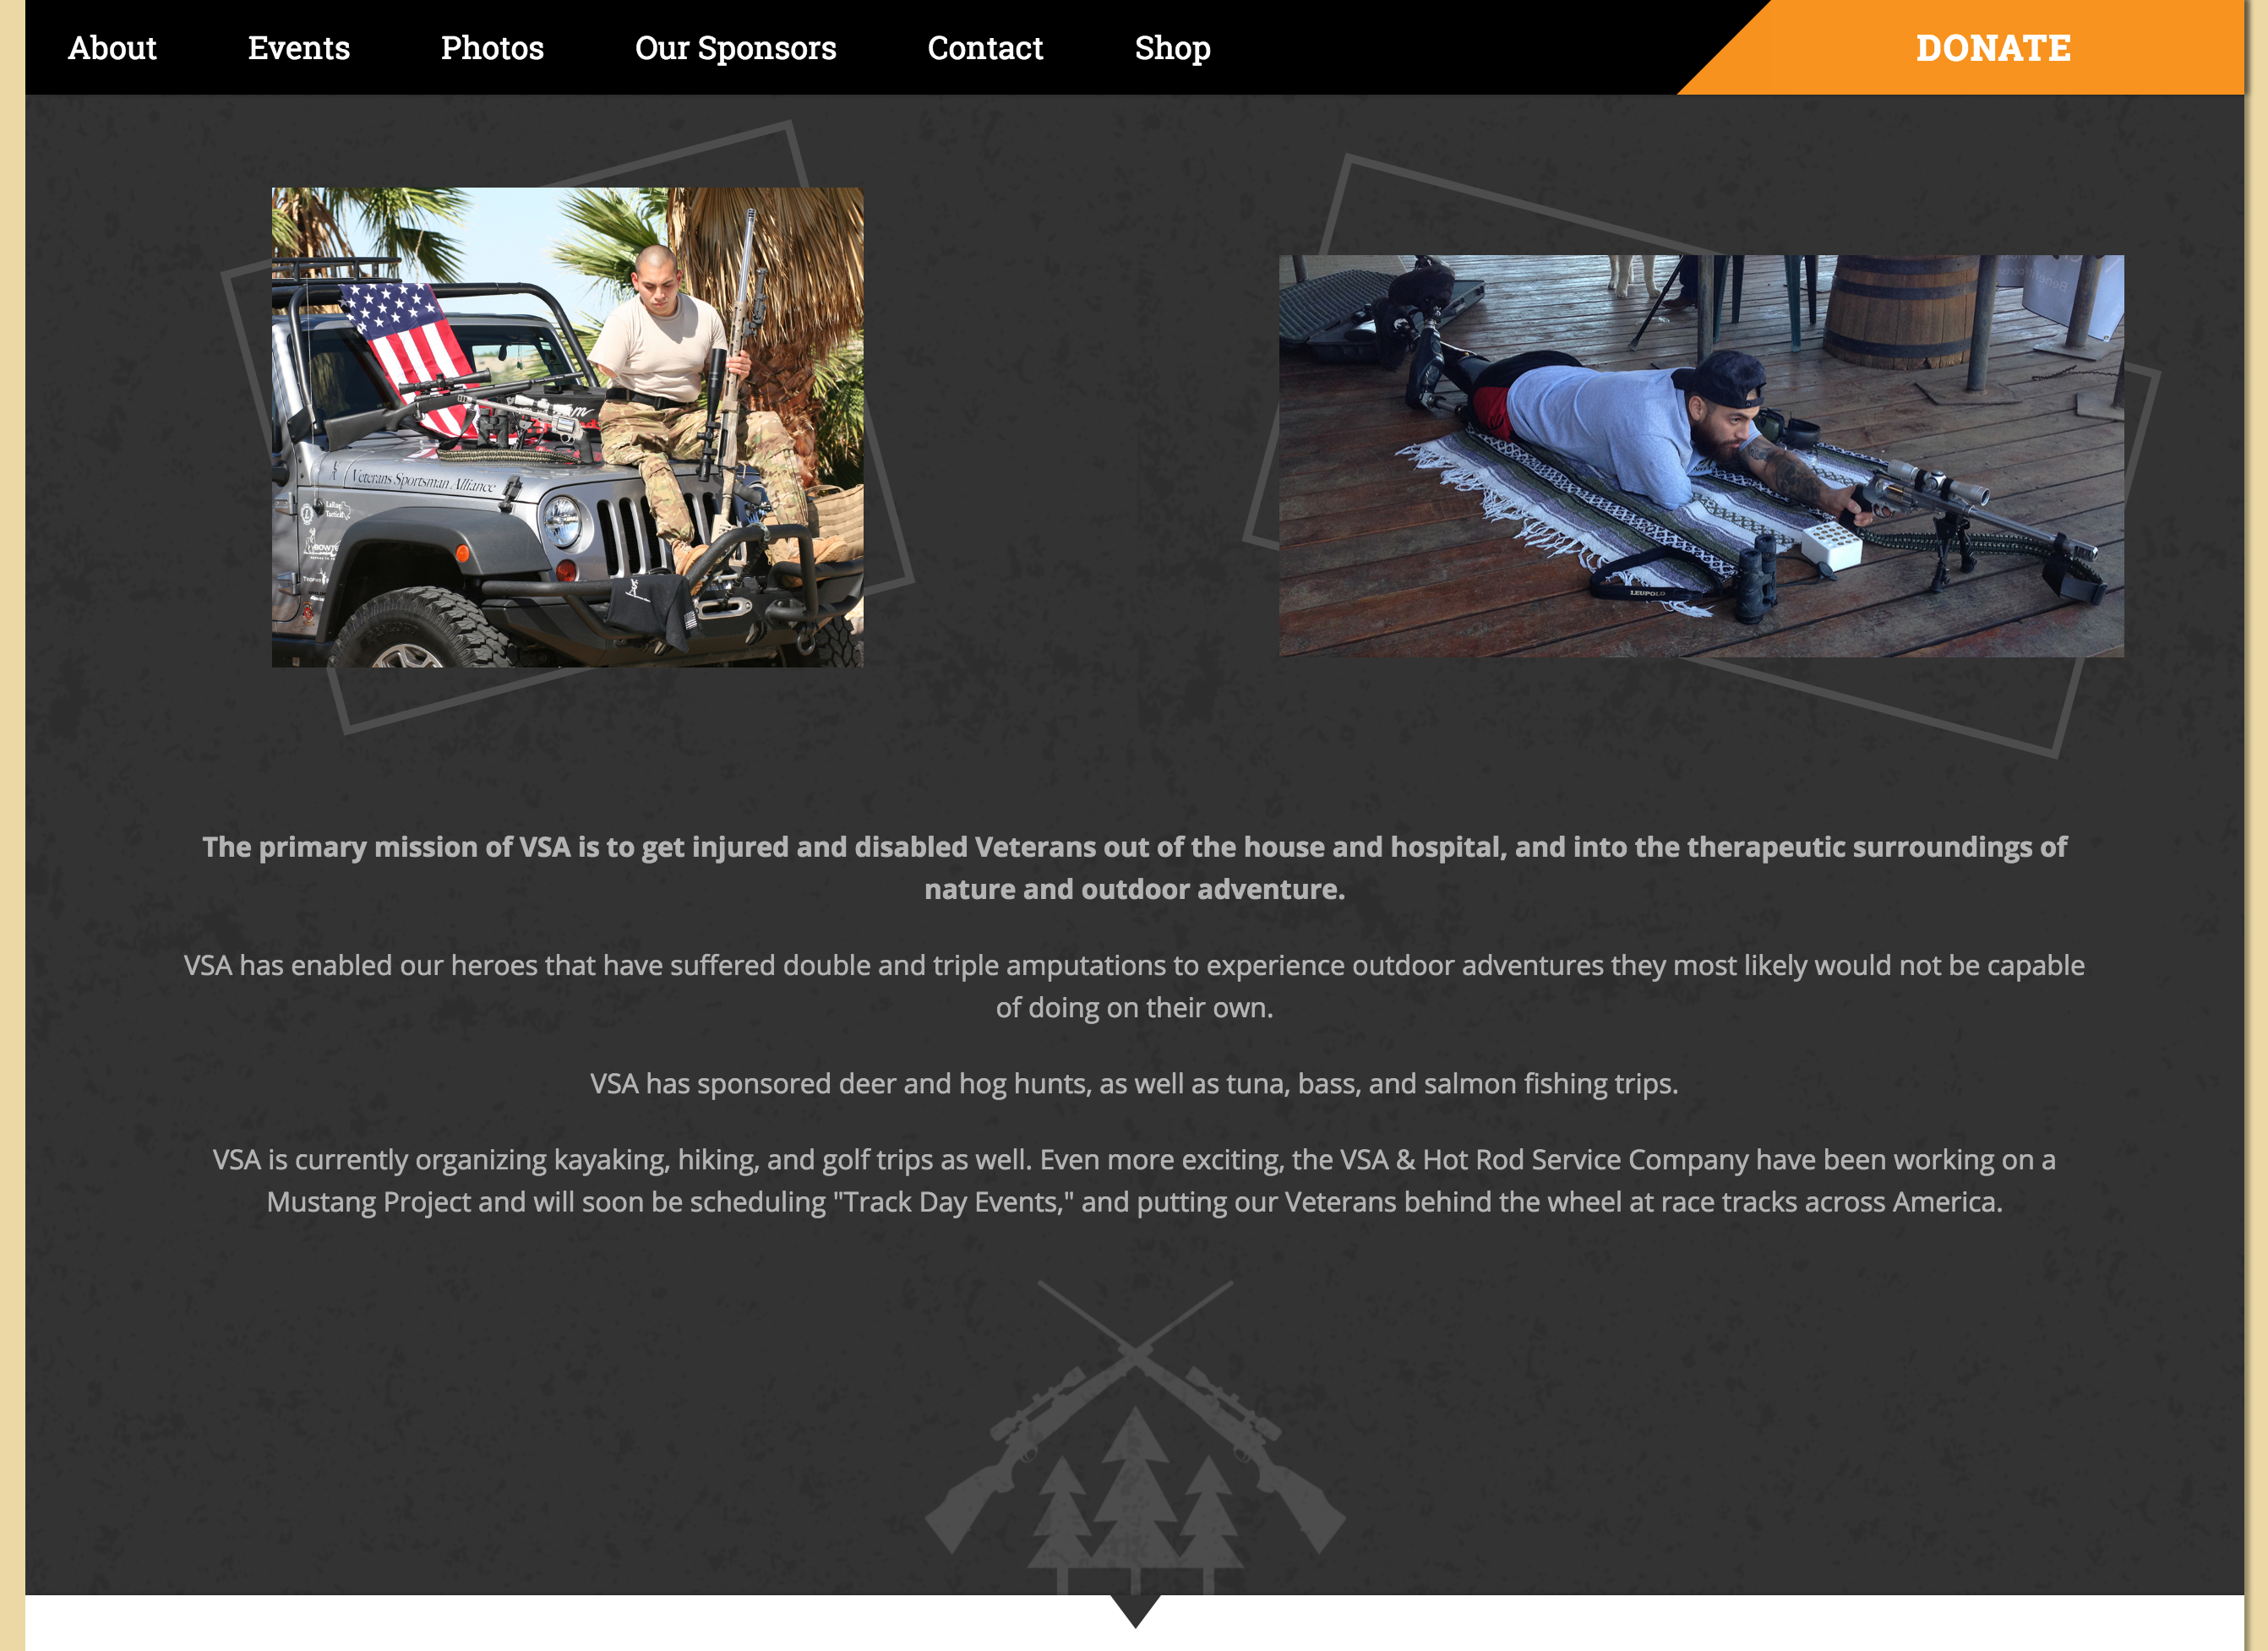 About Events Photos Our Sponsors Contact Shop DONATE
Veterans Sportsman Alliance
LEUPOLD
The primary mission of VSA is to get injured and disabled Veterans out of the house and hospital, and into the therapeutic surroundings of
nature and outdoor adventure.
VSA has enabled our heroes that have suffered double and triple amputations to experience outdoor adventures they most likely would not be capable
of doing on their own.
VSA has sponsored deer and hog hunts, as well as tuna, bass, and salmon fishing trips.
VSA is currently organizing kayaking, hiking, and golf trips as well. Even more exciting, the VSA & Hot Rod Service Company have been working on a
Mustang Project and will soon be scheduling "Track Day Events," and putting our Veterans behind the wheel at race tracks across America.